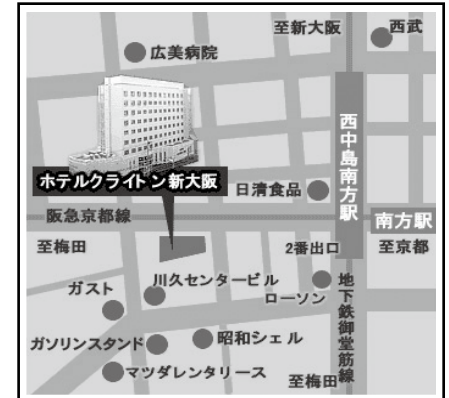 至新大阪
西武
広美病院
西中島南方駅
ホテルクライトン新大阪
日清食品
阪急京都線
南方駅
至梅田
2番出口
至京都
川久センタービル
ガスト
ローソン
地下鉄御堂筋線
ガソリンスタンド
昭和シェル
マツダレンタリース
至梅田